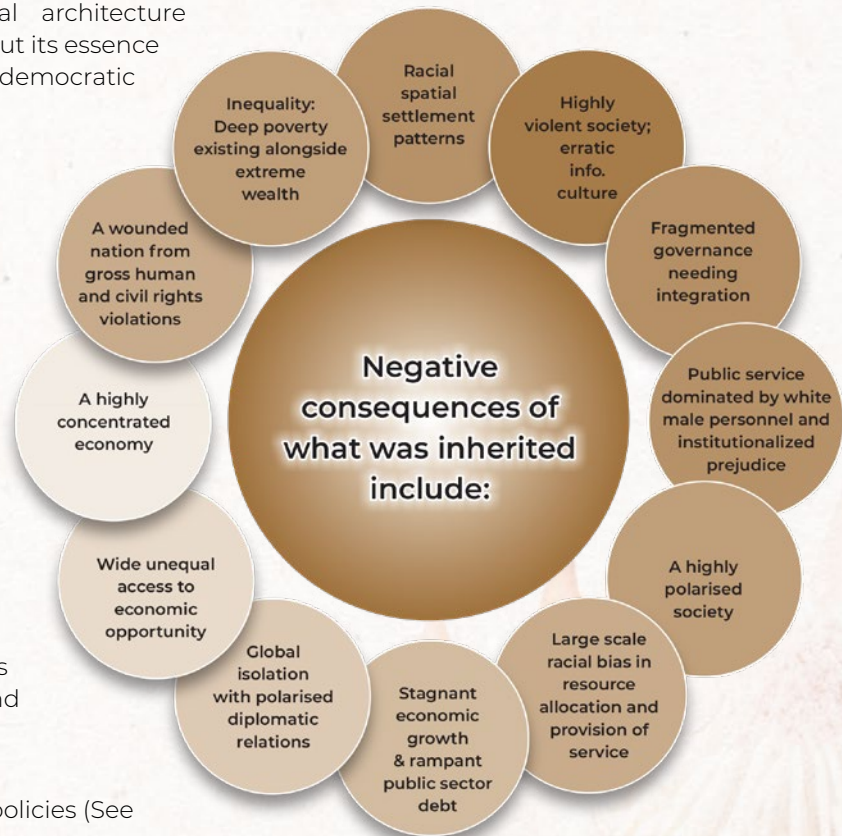 al architecture
ut its essence
democratic
Racial
spatial
settlement
patterns
Highly
violent society;
erratic
info.
culture
Fragmented
governance
needing
integration
Public service
dominated by white
male personnel and
institutionalized
prejudice
A highly
polarised
society
Large scale
racial bias in
resource
allocation and
provision of
service
Stagnant
economic
growth
& rampant
public sector
debt
Global
isolation
with polarised
diplomatic
relations
Wide unequal
access to
economic
opportunity
A highly
concentrated
economy
A wounded
nation from
gross human
and civil rights
violations
Inequality:
Deep poverty
existing alongside
extreme
wealth
Negative
consequences of
what was inherited
include:
s
nd
policies (See